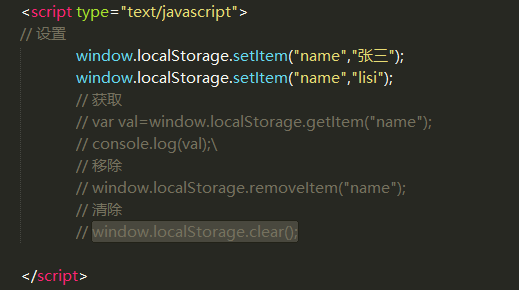 <script type="text/javascript">
// 设置
window.localStorage.setItem("name","张三");
window.localStorage.setItem("name","lisi");
// 获取
// var val=window.localStorage.getItem("name");
// console.log(val);\
// 移除
// window.localStorage.removeItem("name");
// 清除
// window.localStorage.clear();
</script>